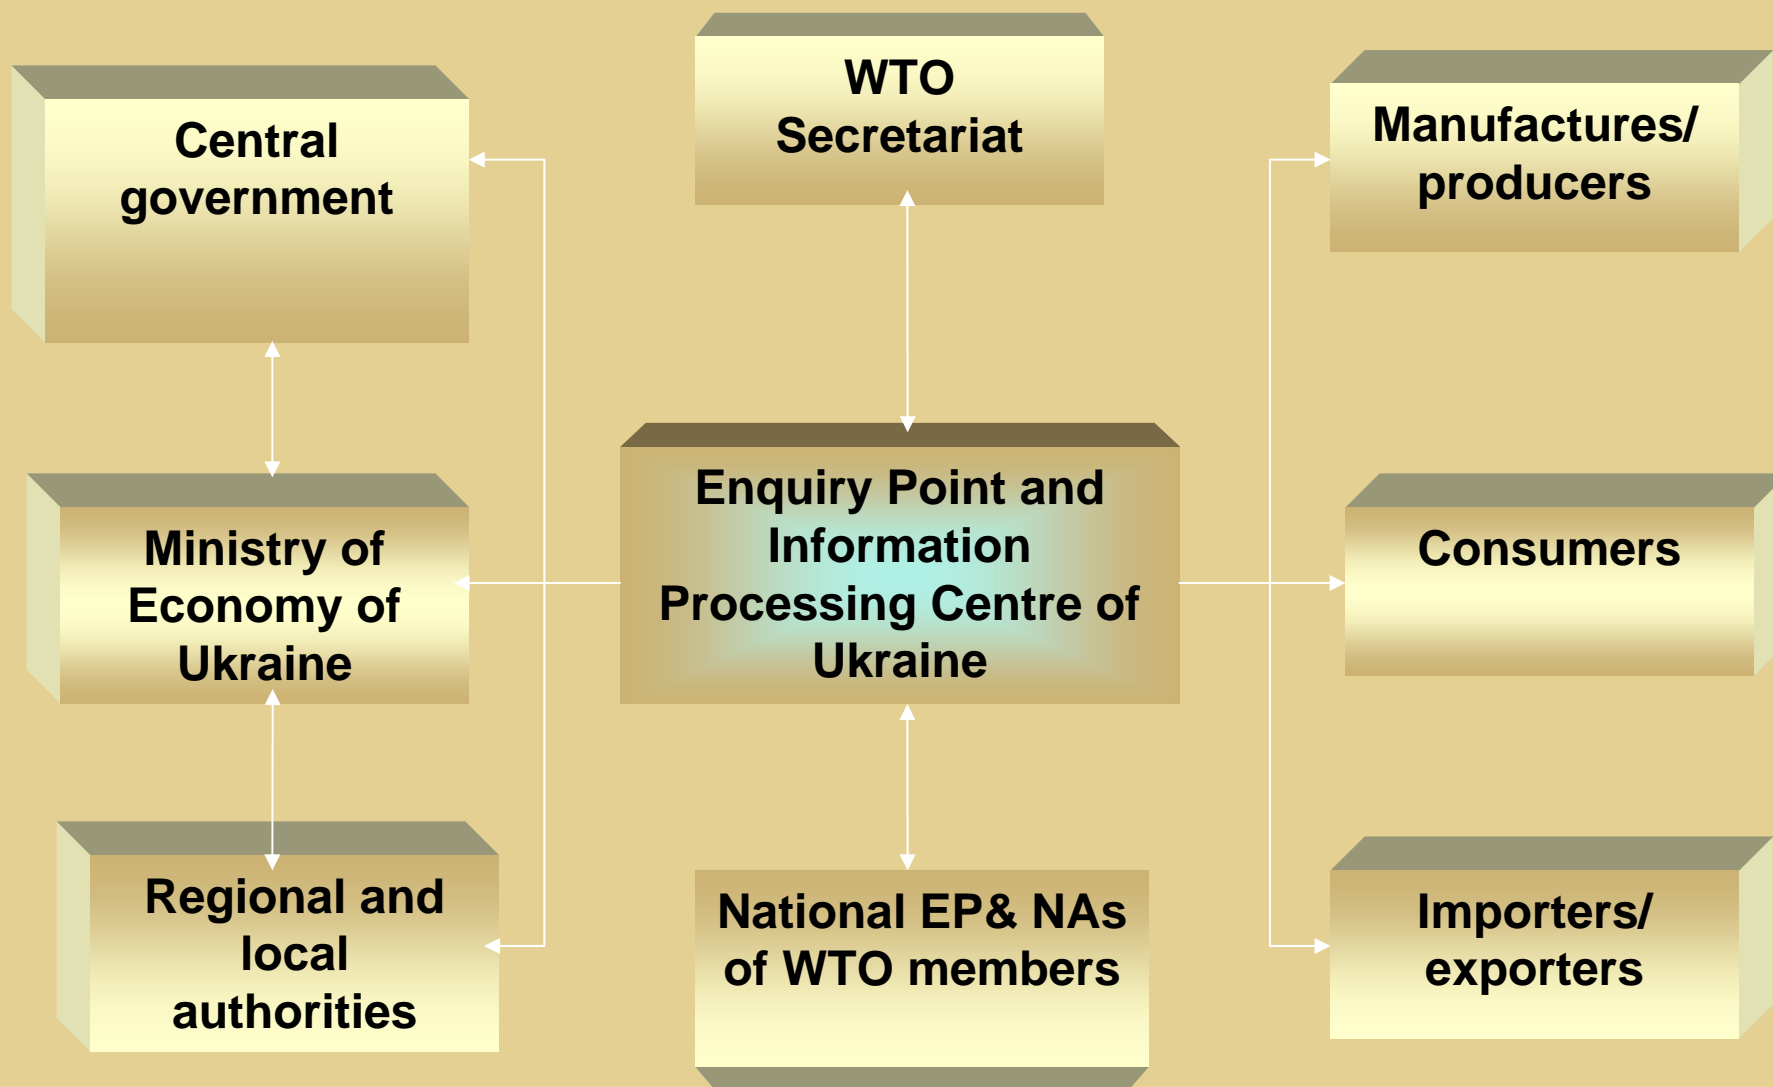 Central
government
WTO
Secretariat
Manufactures/
producers
Ministry of
Economy of
Ukraine
Enquiry Point and
Information
Processing Centre of
Ukraine
Consumers
Regional and
local
authorities
National EP& NAs
of WTO members
Importers/
exporters